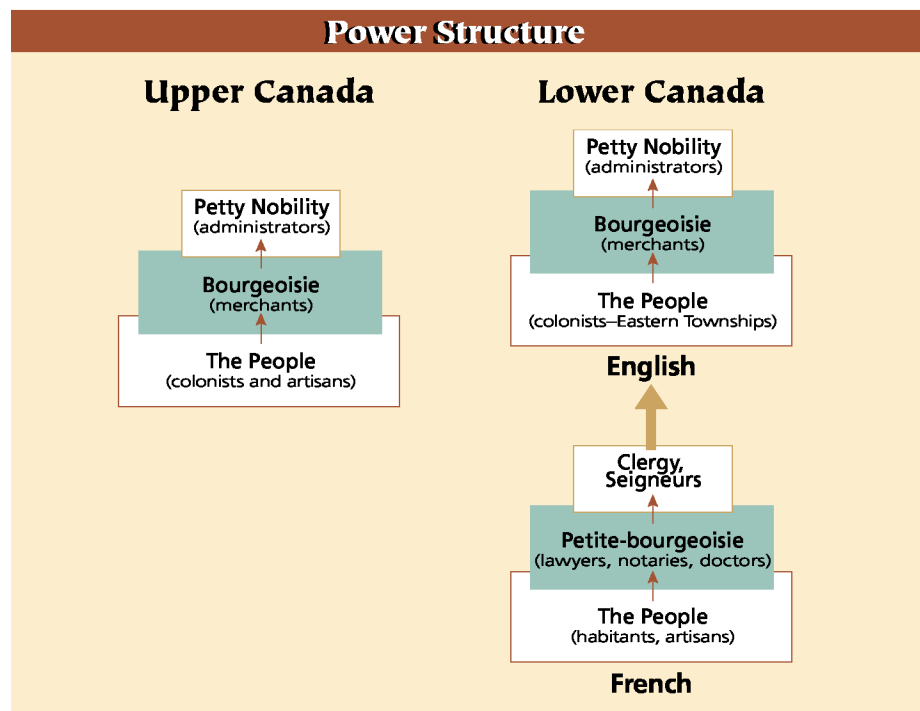 Power Structure
Upper Canada
Petty Nobility
(administrators)
Bourgeoisie
(merchants)
The People
(colonists and artisans)
Lower Canada
Petty Nobility
(administrators)
Bourgeoisie
(merchants)
The People
(colonists–Eastern Townships)
English
Clergy,
Seigneurs
Petite-bourgeoisie
(lawyers, notaries, doctors)
The People
(habitants, artisans)
French